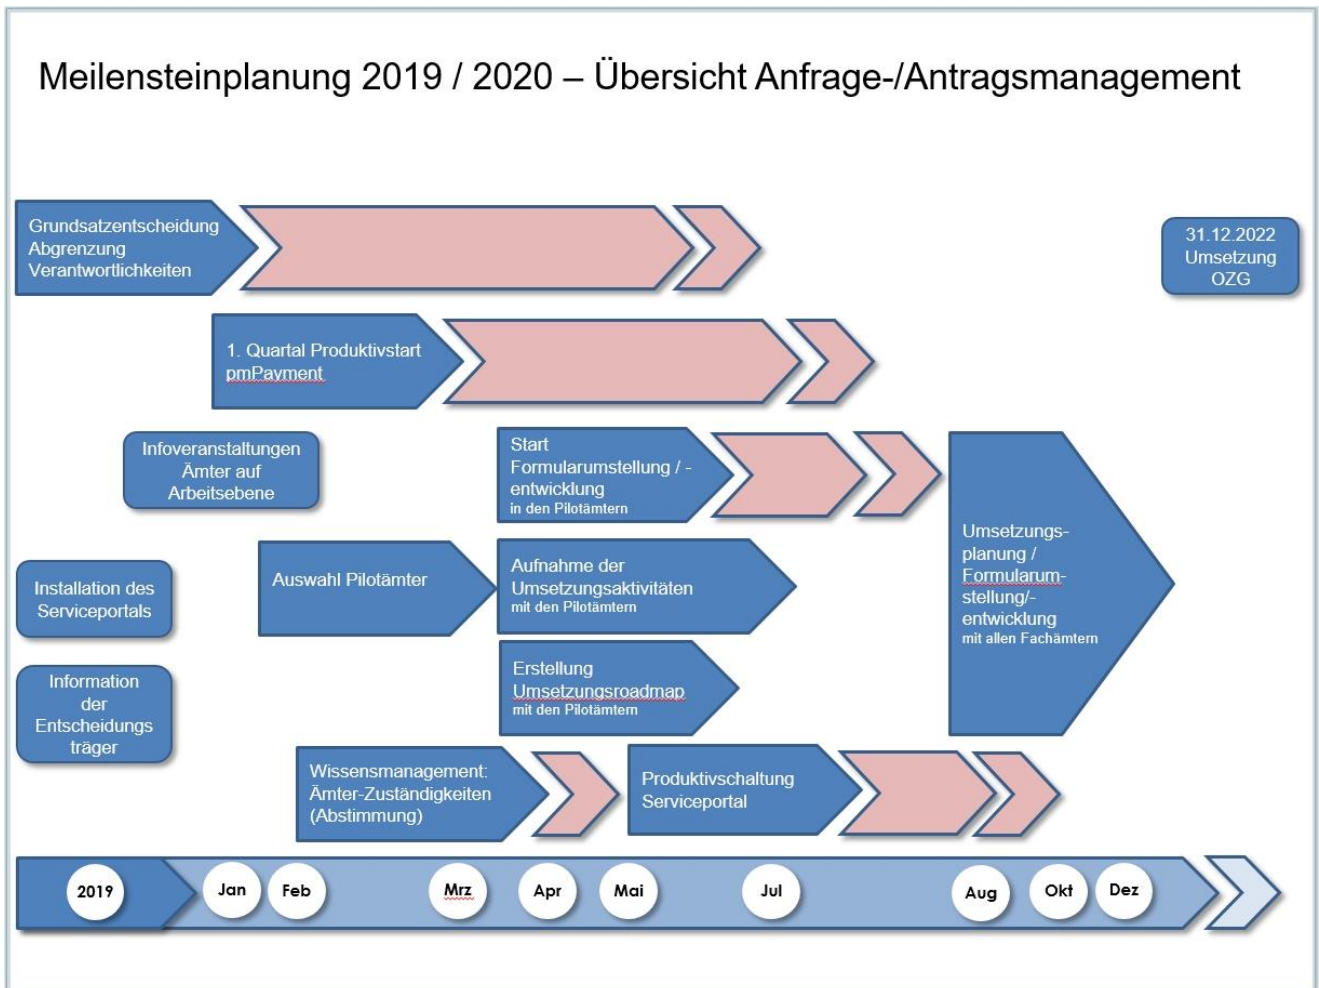 Meilensteinplanung 2019 / 2020 – Übersicht Anfrage-/Antragsmanagement
Grundsatzentscheidung
Abgrenzung
Verantwortlichkeiten
31.12.2022
Umsetzung
OZG
1. Quartal Produktivstart
pmPayment
Infoveranstaltungen
Ämter auf
Arbeitsebene
Start
Formularumstellung / -
entwicklung
in den Pilotämtern
Umsetzungs-
planung /
Formularum-
stellung/-
entwicklung
mit allen Fachämtern
Installation des
Serviceportals
Auswahl Pilotämter
Aufnahme der
Umsetzungsaktivitäten
mit den Pilotämtern
Information
der
Entscheidungs
träger
Erstellung
Umsetzungsroadmap
mit den Pilotämtern
Wissensmanagement:
Ämter-Zuständigkeiten
(Abstimmung)
Produktivschaltung
Serviceportal
2019 Jan Feb Mrz Apr Mai Jul Aug Okt Dez